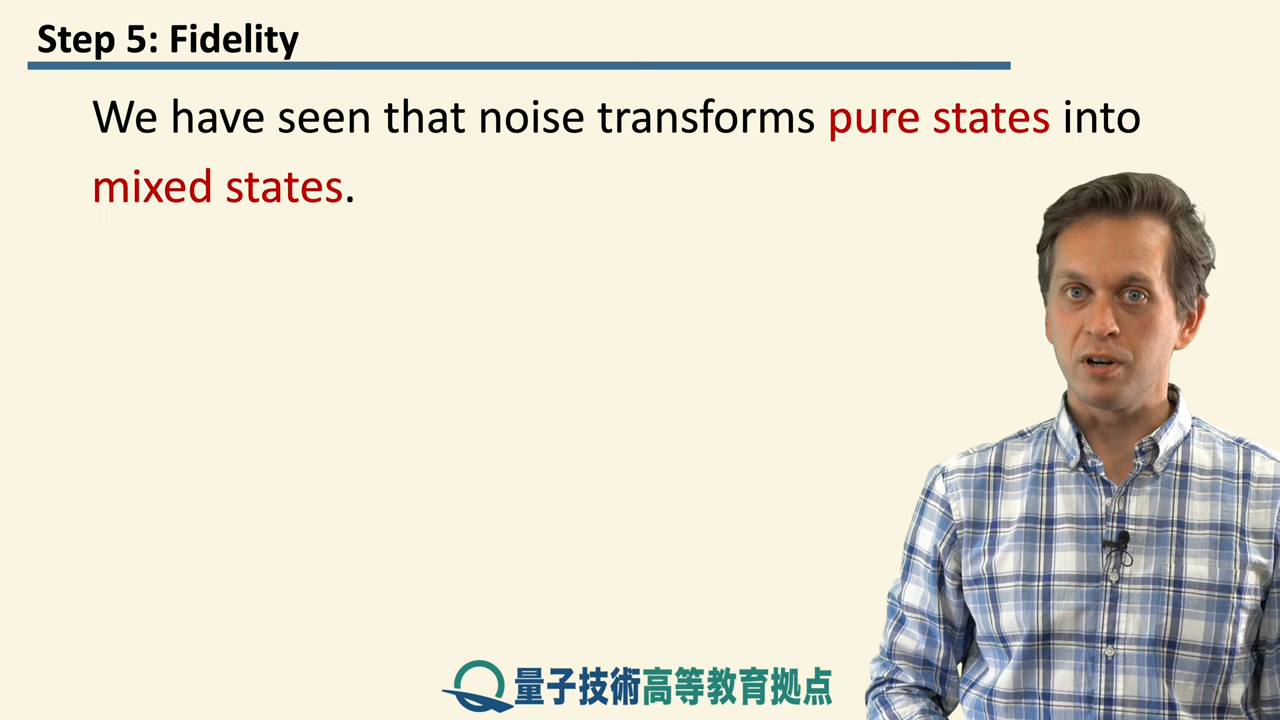 Step 5: Fidelity
We have seen that noise transforms pure states into
mixed states.
量子技術高等教育拠点